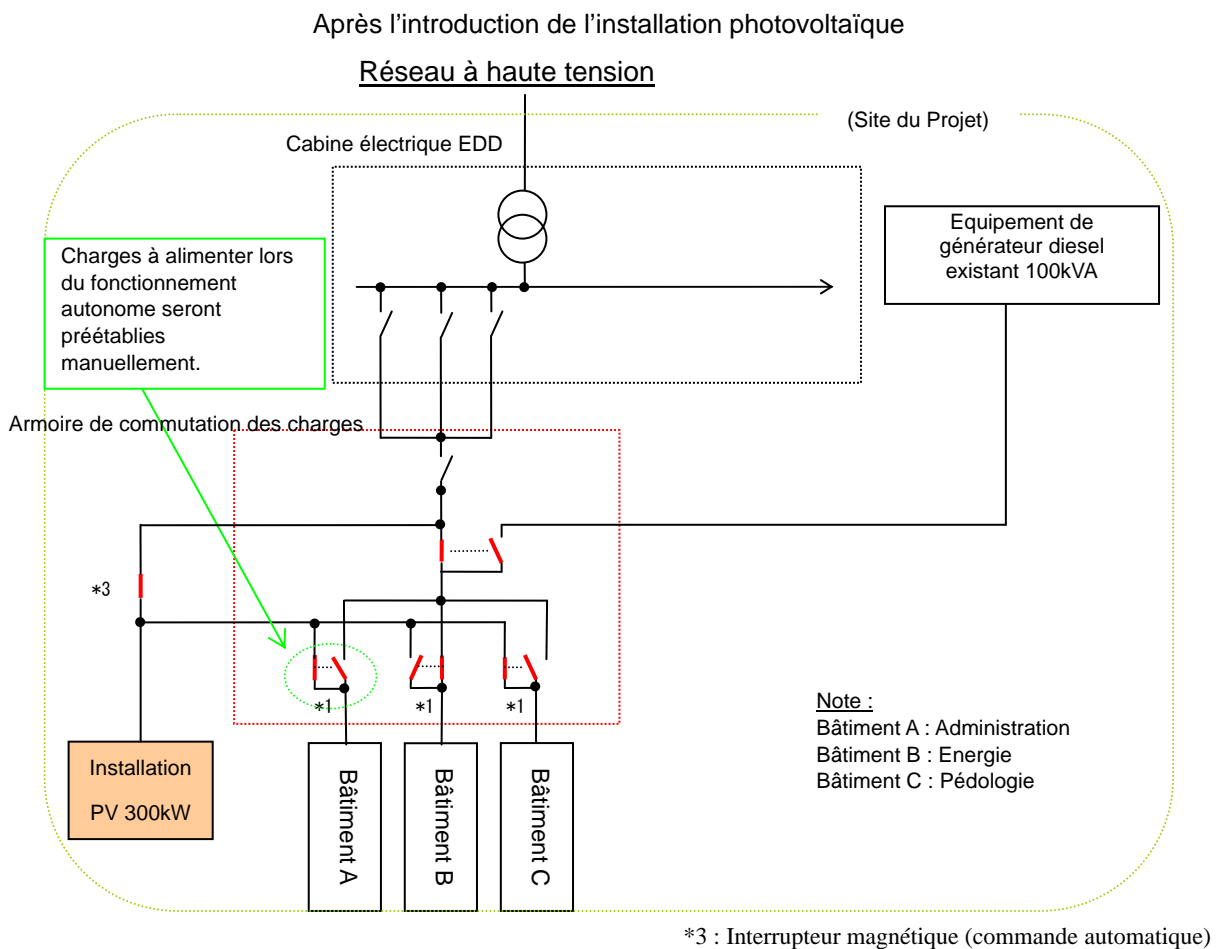 Après l'introduction de l'installation photovoltaïque
Réseau à haute tension
(Site du Projet)
Cabine électrique EDD
Equipement de
générateur diesel
existant 100kVA
Charges à alimenter lors
du fonctionnement
autonome seront
préétablies
manuellement.
Armoire de commutation des charges
*3
*1
*1
*1
Installation
PV 300kW
Bâtiment A
Bâtiment B
Bâtiment C
Note :
Bâtiment A : Administration
Bâtiment B : Energie
Bâtiment C : Pédologie
*3 : Interrupteur magnétique (commande automatique)